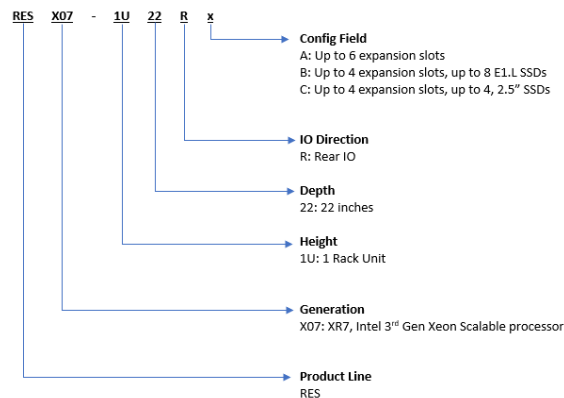 RES X07 - 1U 22 R x
Config Field
A: Up to 6 expansion slots
B: Up to 4 expansion slots, up to 8 E1.L SSDs
C: Up to 4 expansion slots, up to 4, 2.5” SSDs
IO Direction
R: Rear IO
Depth
22: 22 inches
Height
1U: 1 Rack Unit
Generation
X07: XR7, Intel 3rd Gen Xeon Scalable processor
Product Line
RES